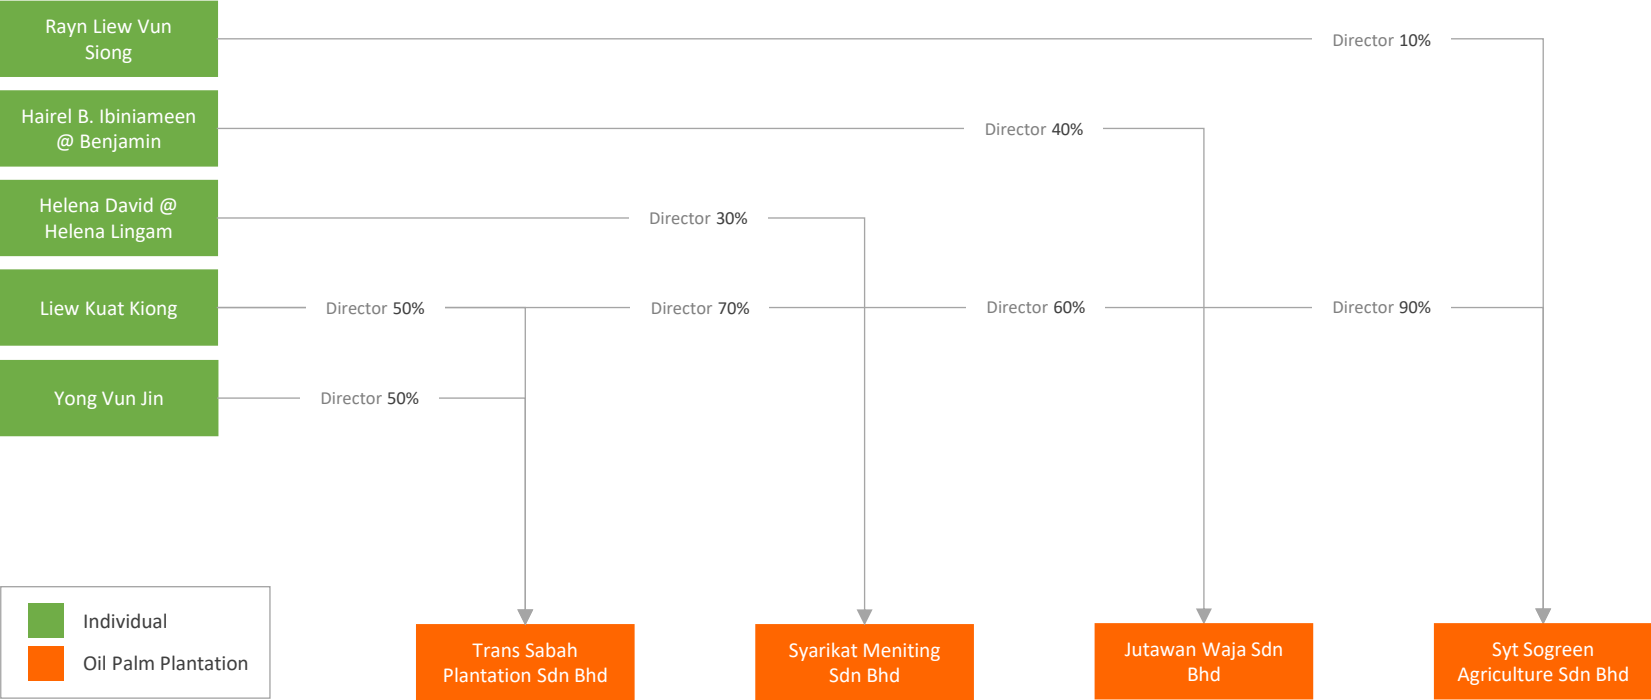 Rayn Liew Vun
Siong
Director 10%
Hairel B. Ibiniameen
@ Benjamin
Director 40%
Helena David @
Helena Lingam
Director 30%
Liew Kuat Kiong
Director 50%
Director 70%
Director 60%
Director 90%
Yong Vun Jin
Director 50%
Individual
Oil Palm Plantation
Trans Sabah
Plantation Sdn Bhd
Syarikat Meniting
Sdn Bhd
Jutawan Waja Sdn
Bhd
Syt Sogreen
Agriculture Sdn Bhd